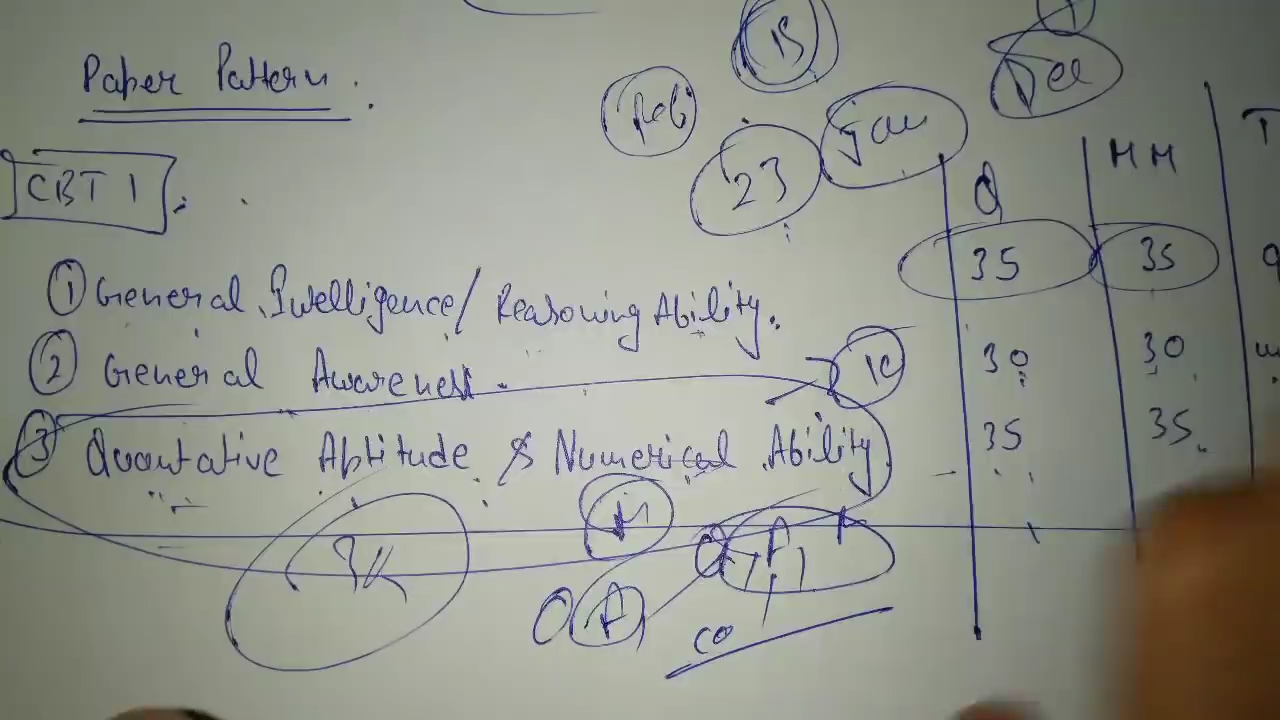 Paper Pattern.
15
Dec
Feb
23
Jan
CBT 1
Q
MM
T
① General Intelligence/ Reasoning Ability.
35
35
② General Awareness.
30
30
③ Quantative Aptitude & Numerical Ability
35
35